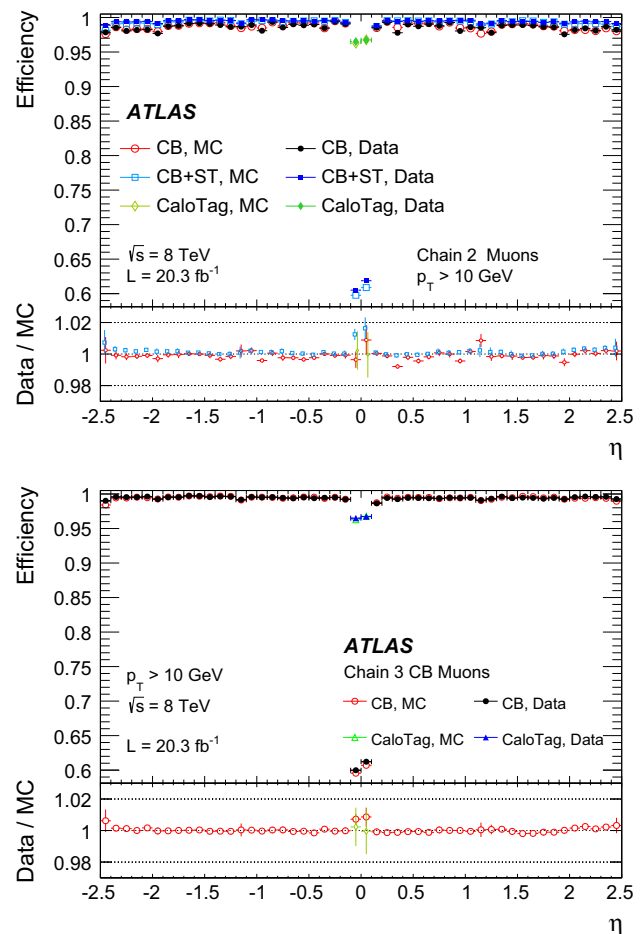 Efficiency
1
0.95
0.9
0.85
0.8
0.75
0.7
0.65
0.6
ATLAS
CB, MC
CB, Data
CB+ST, MC
CB+ST, Data
CaloTag, MC
CaloTag, Data
√s = 8 TeV
L = 20.3 fb⁻¹
Chain 2 Muons
p_T > 10 GeV
Data / MC
1.02
1
0.98
-2.5 -2 -1.5 -1 -0.5 0 0.5 1 1.5 2 2.5
η
Efficiency
1
0.95
0.9
0.85
0.8
0.75
0.7
0.65
0.6
ATLAS
Chain 3 CB Muons
p_T > 10 GeV
√s = 8 TeV
L = 20.3 fb⁻¹
CB, MC
CB, Data
CaloTag, MC
CaloTag, Data
Data / MC
1.02
1
0.98
-2.5 -2 -1.5 -1 -0.5 0 0.5 1 1.5 2 2.5
η